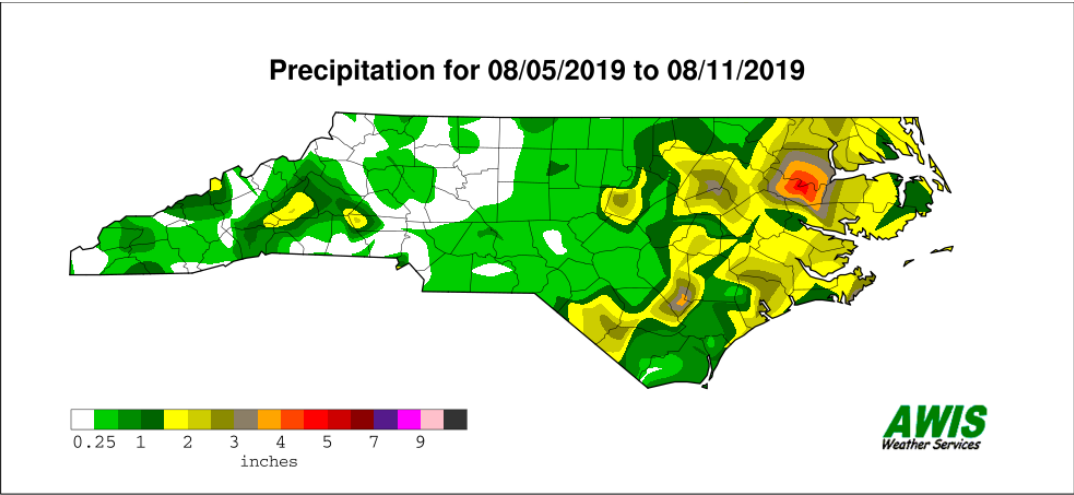 Precipitation for 08/05/2019 to 08/11/2019
0.25 1 2 3 4 5 7 9
inches
AWIS
Weather Services